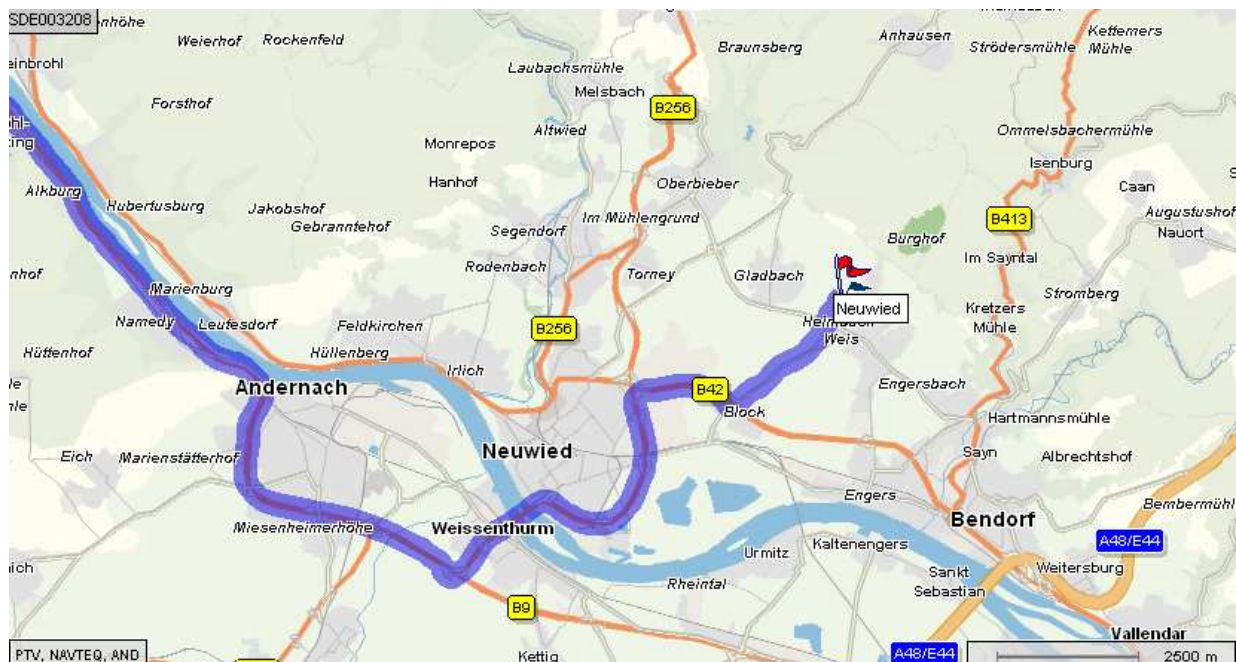 SDE003208
Weierhof
Rockenfeld
Braunsberg
Anhausen
Strödersmühle
Kettemers
Mühle
einbrohl
Laubachsmühle
Melsbach
Forsthof
B256
Altwied
Ommelsbachermühle
Monrepos
Isenburg
Hanhof
Oberbieber
Caan
Alkburg
Hubertusburg
Jakobshof
Gebranntehof
Im Mühlengrund
Segendorf
B413
Augustushof
Nauort
Burghof
Im Sayntal
Rodenbach
Torney
Gladbach
Stromberg
Marienburg
Neuwied
Kretzers
Mühle
Namedy
Leutesdorf
Feldkirchen
B256
Weis
Hüttenhof
Hüllenberg
Irlich
Andernach
B42
Engersbach
Block
Hartmannsmühle
Eich
Marienstätterhof
Neuwied
Sayn
Albrechtshof
Engers
Bembermühl
Miesenheimerhöhe
Weissenthurm
Bendorf
Kaltenengers
A48/E44
Urmitz
Rheintal
Sankt
Sebastian
Weitersburg
B9
Vallendar
PTV, NAVTEQ, AND
Kettig
A48/E44
2500 m